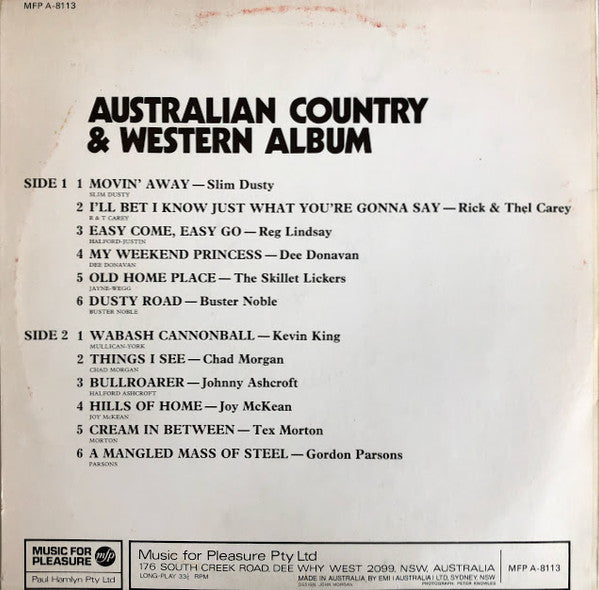 MFP A-8113
AUSTRALIAN COUNTRY
& WESTERN ALBUM
SIDE 1 1 MOVIN' AWAY — Slim Dusty
SLIM DUSTY
2 I'LL BET I KNOW JUST WHAT YOU'RE GONNA SAY — Rick & Thel Carey
R & T CAREY
3 EASY COME, EASY GO — Reg Lindsay
HALFORD-JUSTIN
4 MY WEEKEND PRINCESS — Dee Donavan
DEE DONAVAN
5 OLD HOME PLACE — The Skillet Lickers
JAYNE-WEGG
6 DUSTY ROAD — Buster Noble
BUSTER NOBLE
SIDE 2 1 WABASH CANNONBALL — Kevin King
MULLICAN-YORK
2 THINGS I SEE — Chad Morgan
CHAD MORGAN
3 BULLROARER — Johnny Ashcroft
HALFORD ASHCROFT
4 HILLS OF HOME — Joy McKean
JOY McKEAN
5 CREAM IN BETWEEN — Tex Morton
MORTON
6 A MANGLED MASS OF STEEL — Gordon Parsons
PARSONS
MUSIC FOR
PLEASURE mfp
Paul Hamlyn Pty Ltd
Music for Pleasure Pty Ltd
176 SOUTH CREEK ROAD, DEE WHY WEST 2099, NSW, AUSTRALIA
LONG-PLAY 33⅓ RPM MADE IN AUSTRALIA BY EMI (AUSTRALIA) LTD, SYDNEY, NSW
DESIGN: JOHN MORGAN PHOTOGRAPH: PETER KNOWLES
MFP A-8113